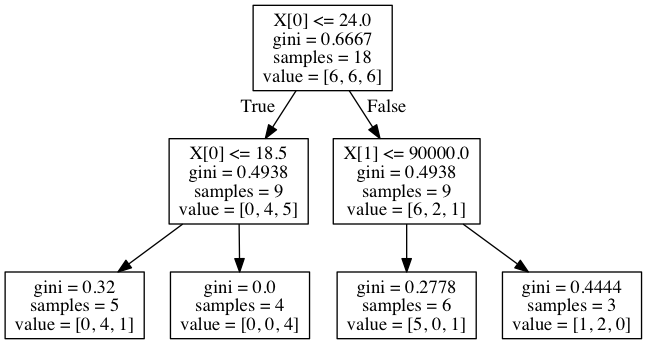 X[0] <= 24.0
gini = 0.6667
samples = 18
value = [6, 6, 6]
True
False
X[0] <= 18.5
gini = 0.4938
samples = 9
value = [0, 4, 5]
X[1] <= 90000.0
gini = 0.4938
samples = 9
value = [6, 2, 1]
gini = 0.32
samples = 5
value = [0, 4, 1]
gini = 0.0
samples = 4
value = [0, 0, 4]
gini = 0.2778
samples = 6
value = [5, 0, 1]
gini = 0.4444
samples = 3
value = [1, 2, 0]